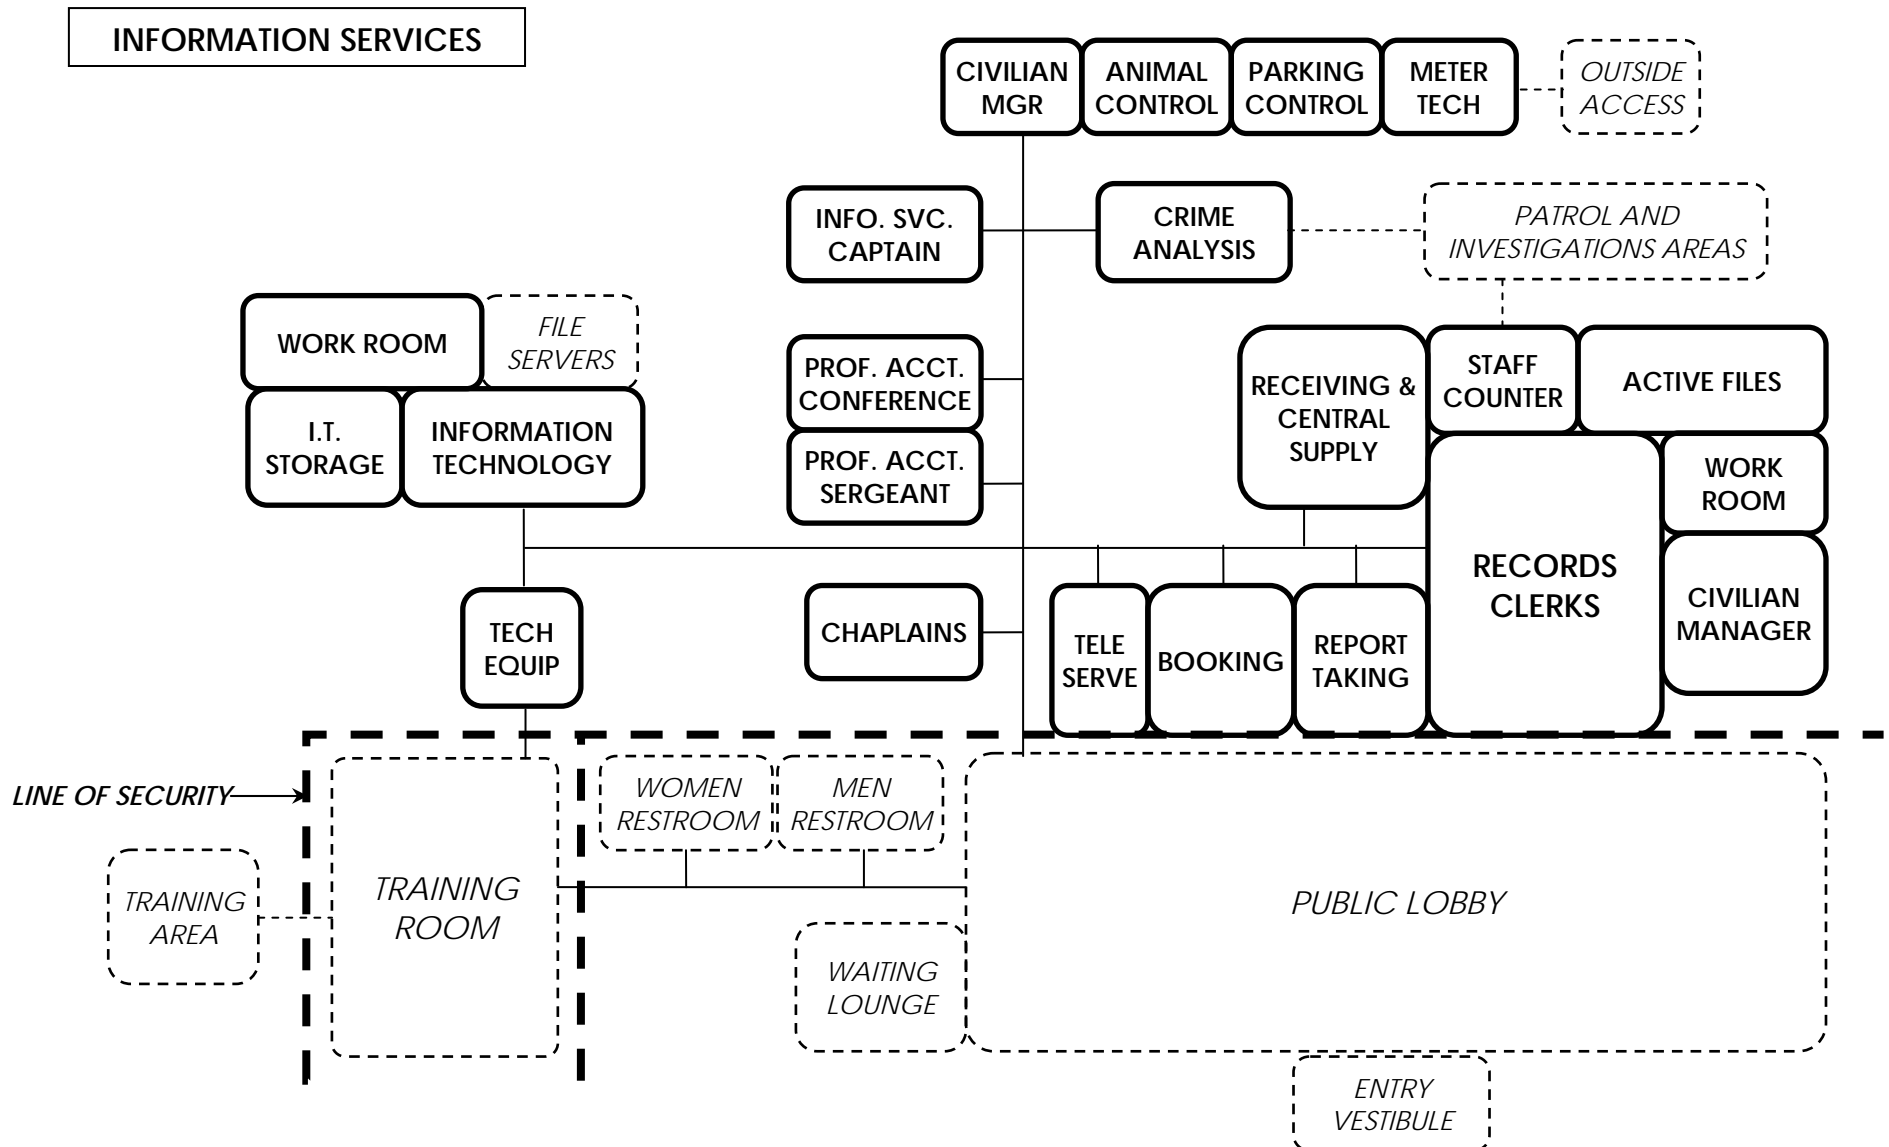 INFORMATION SERVICES
CIVILIAN
MGR
ANIMAL
CONTROL
PARKING
CONTROL
METER
TECH
OUTSIDE
ACCESS
INFO. SVC.
CAPTAIN
CRIME
ANALYSIS
PATROL AND
INVESTIGATIONS AREAS
WORK ROOM
FILE
SERVERS
I.T.
STORAGE
INFORMATION
TECHNOLOGY
PROF. ACCT.
CONFERENCE
PROF. ACCT.
SERGEANT
RECEIVING &
CENTRAL
SUPPLY
STAFF
COUNTER
ACTIVE FILES
WORK
ROOM
RECORDS
CLERKS
CIVILIAN
MANAGER
TECH
EQUIP
CHAPLAINS
TELE
SERVE
BOOKING
REPORT
TAKING
LINE OF SECURITY
TRAINING
AREA
TRAINING
ROOM
WOMEN
RESTROOM
MEN
RESTROOM
WAITING
LOUNGE
PUBLIC LOBBY
ENTRY
VESTIBULE